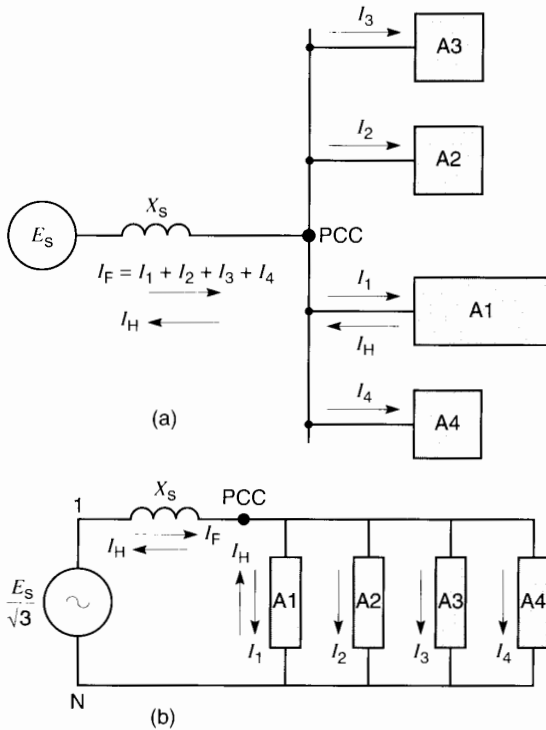 I3
A3
I2
A2
XS
ES
PCC
IF = I1 + I2 + I3 + I4
I1
A1
IH
IH
I4
A4
(a)
XS
PCC
1
IH
IF
IH
ES
√3
A1
A2
A3
A4
I1
I2
I3
I4
N
(b)